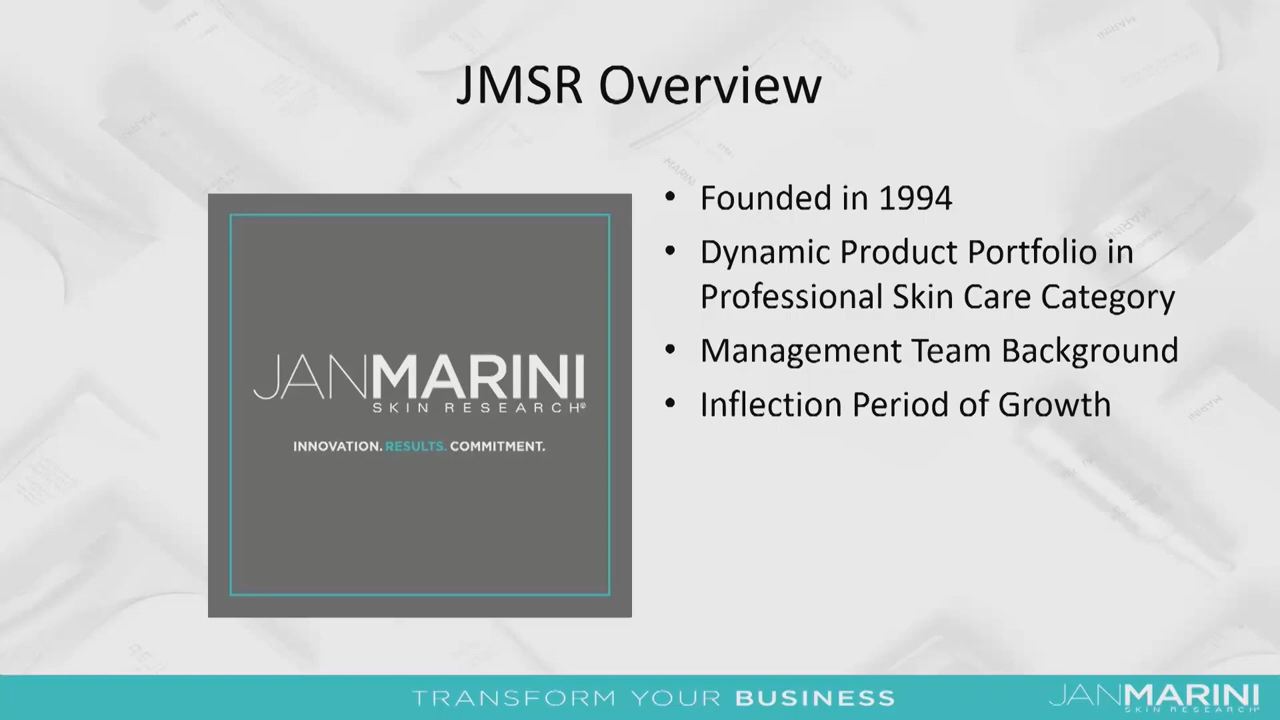 JMSR Overview
• Founded in 1994
• Dynamic Product Portfolio in
Professional Skin Care Category
• Management Team Background
• Inflection Period of Growth
JANMARINI
SKIN RESEARCH®
INNOVATION. RESULTS. COMMITMENT.
TRANSFORM YOUR BUSINESS
JANMARINI
SKIN RESEARCH